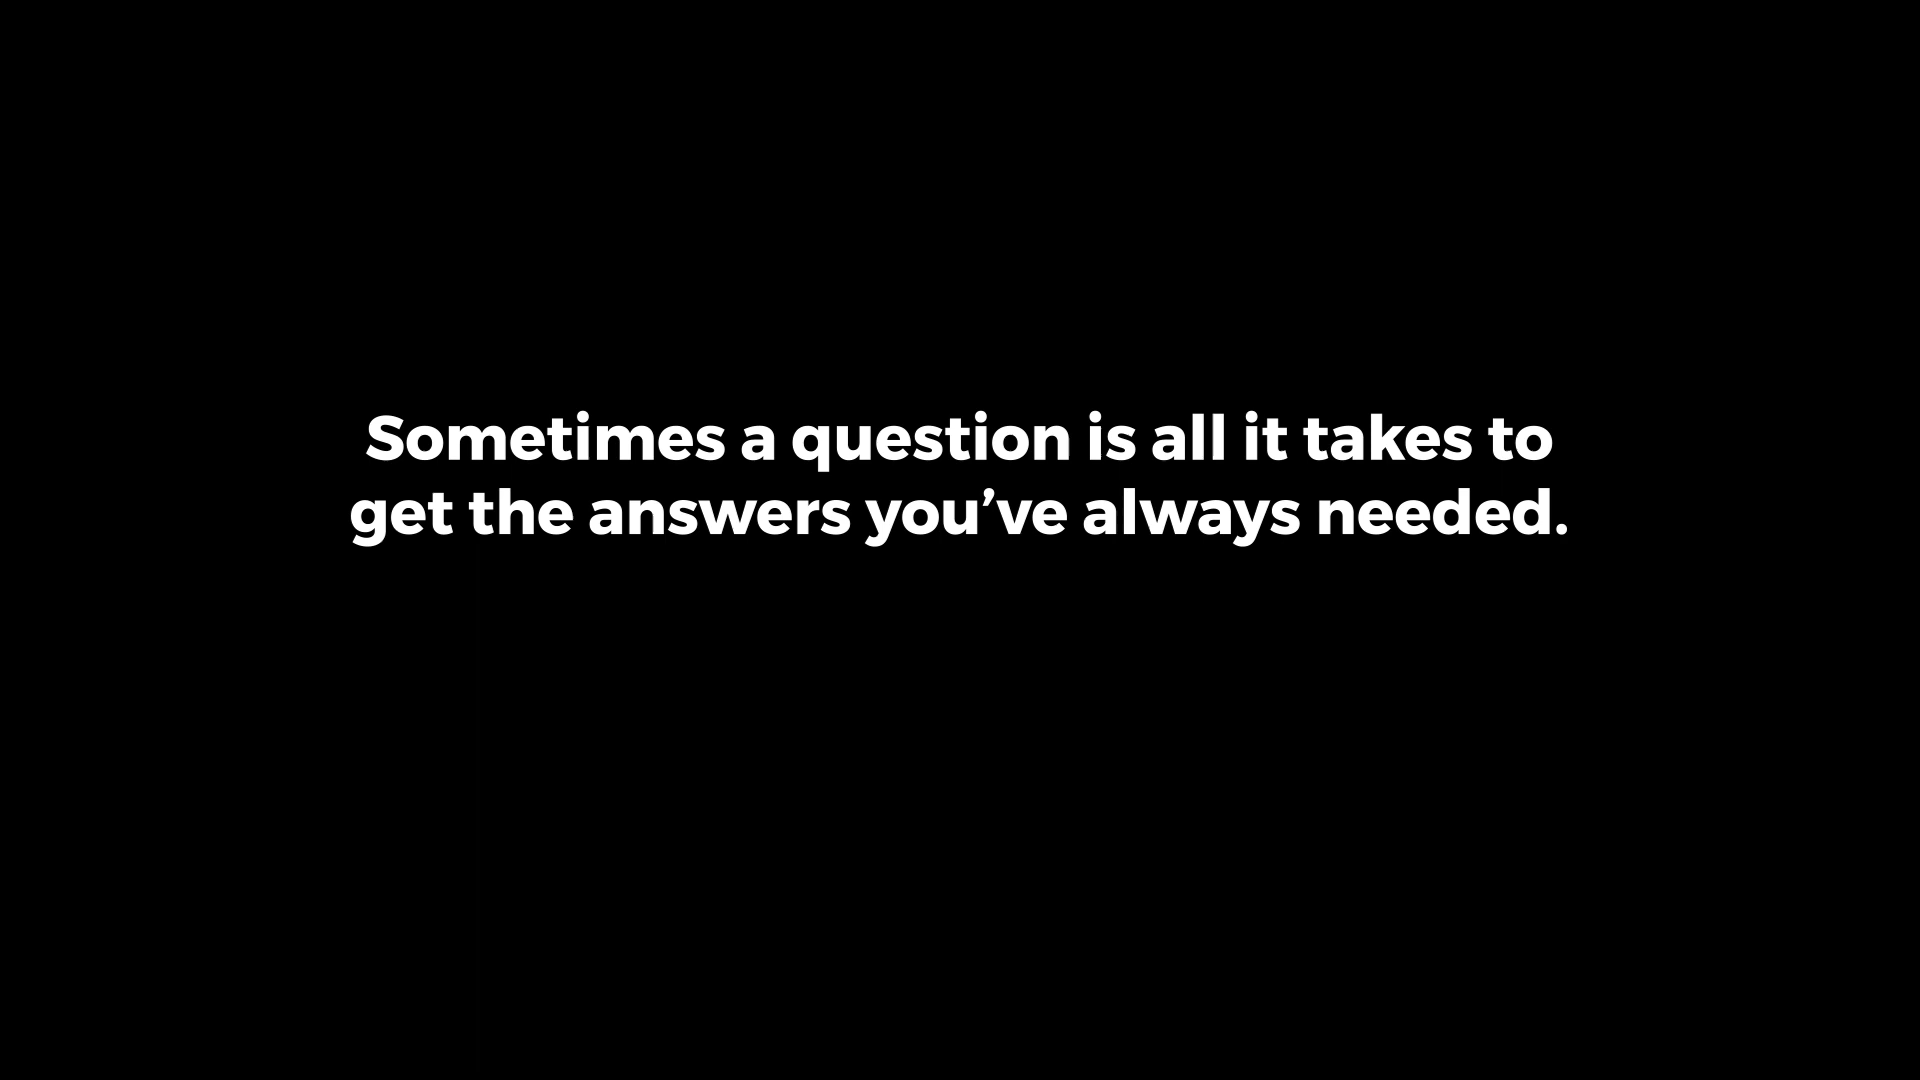 Sometimes a question is all it takes to
get the answers you’ve always needed.